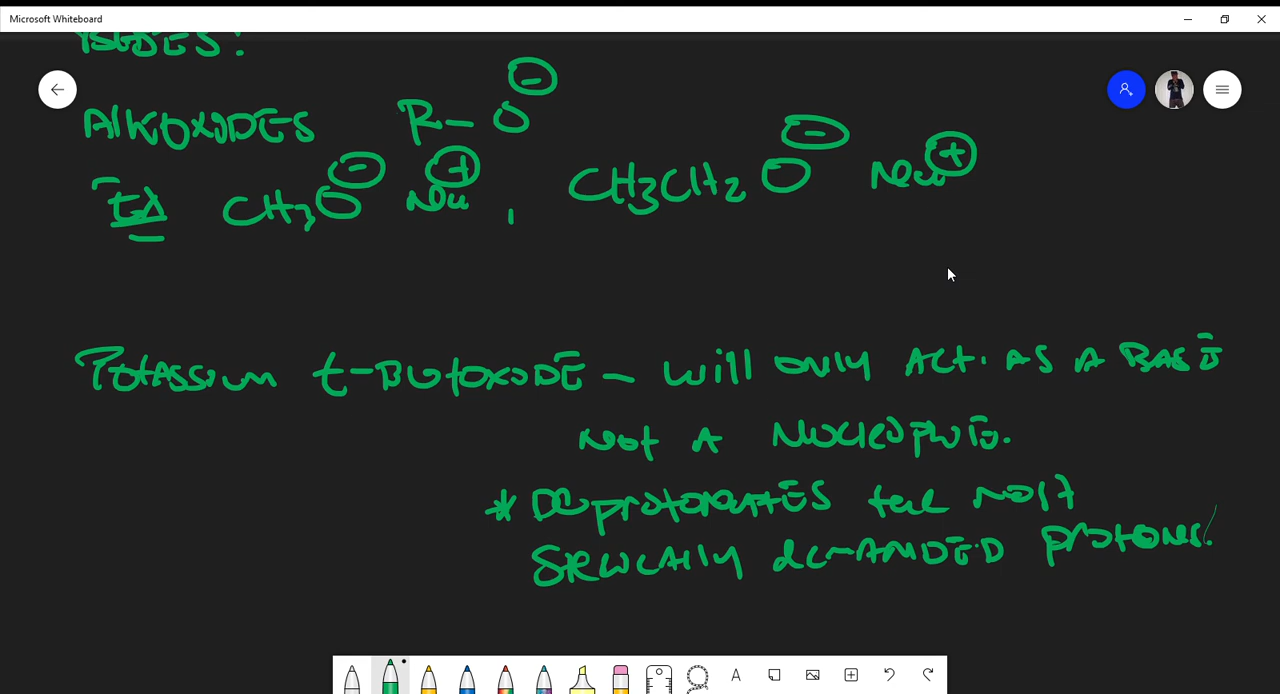 Microsoft Whiteboard
BASES:
ALKOXIDES R-O⊖
EX CH3O⊖ Na⊕, CH3CH2O⊖ Na⊕
POTASSIUM t-BUTOXIDE - WILL ONLY ACT AS A BASE
NOT A NUCLEOPHILE.
* DEPROTONATES THE MOST
STERICALLY DEMANDED PROTONS.